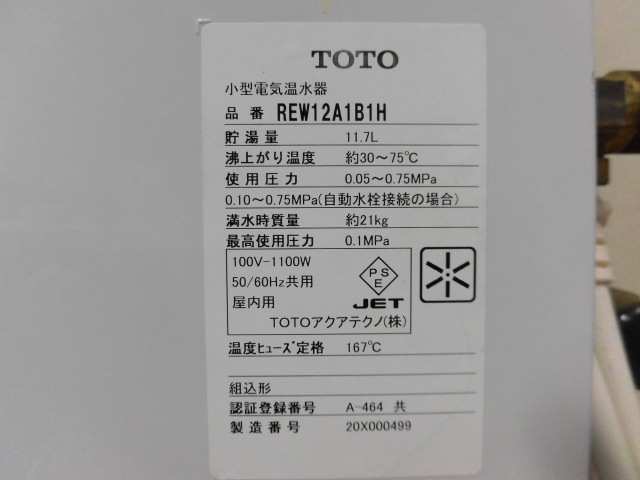 TOTO
小型電気温水器
品番 REW12A1B1H
貯湯量 11.7L
沸上がり温度 約30～75℃
使用圧力 0.05～0.75MPa
0.10～0.75MPa(自動水栓接続の場合)
満水時質量 約21kg
最高使用圧力 0.1MPa
100V-1100W
50/60Hz共用
屋内用
PSE
JET
TOTOアクアテクノ(株)
温度ﾋｭｰｽﾞ定格 167℃
組込形
認証登録番号 A-464 共
製造番号 20X000499